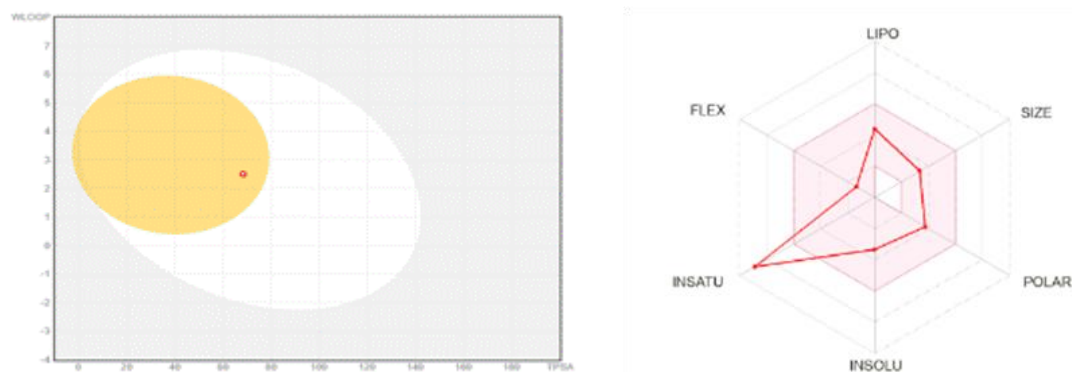 WLOGP
7
6
5
4
3
2
1
0
-1
-2
-3
-4
0 20 40 60 80 100 120 140 160 180 TPSA
LIPO
FLEX
SIZE
INSATU
POLAR
INSOLU